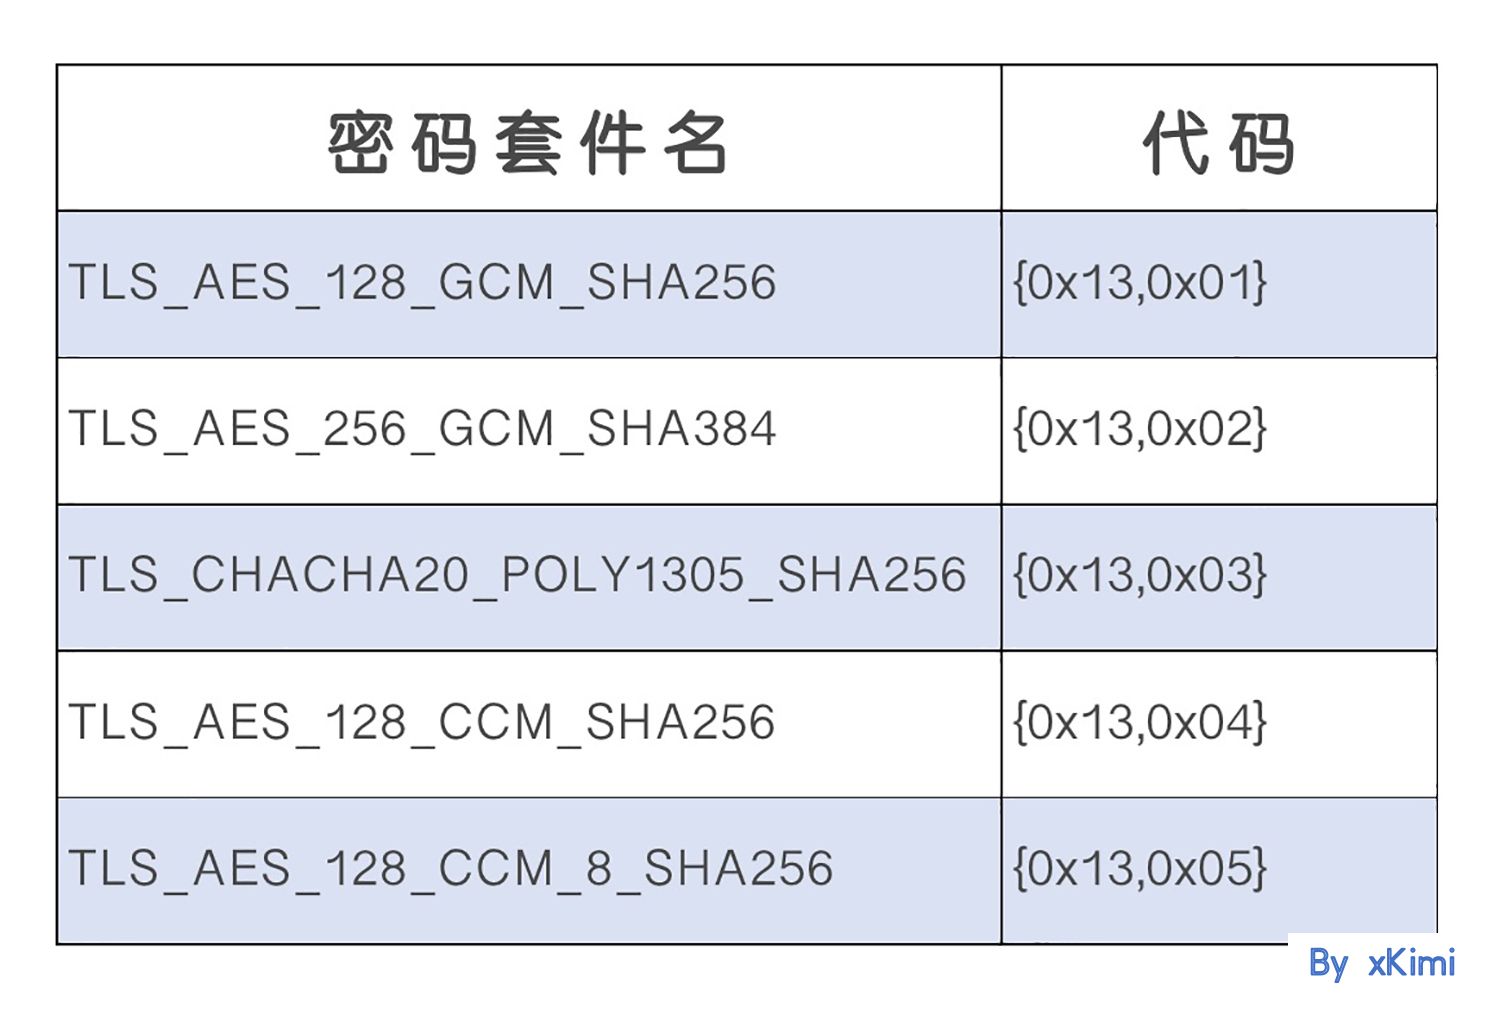 密码套件名 代码
TLS_AES_128_GCM_SHA256 {0x13,0x01}
TLS_AES_256_GCM_SHA384 {0x13,0x02}
TLS_CHACHA20_POLY1305_SHA256 {0x13,0x03}
TLS_AES_128_CCM_SHA256 {0x13,0x04}
TLS_AES_128_CCM_8_SHA256 {0x13,0x05}
By xKimi